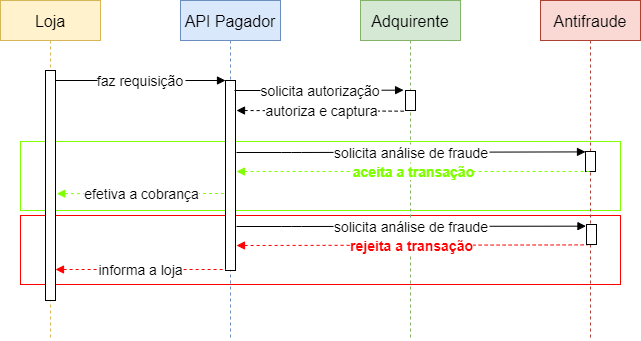 Loja
API Pagador
Adquirente
Antifraude
faz requisição
solicita autorização
autoriza e captura
solicita análise de fraude
aceita a transação
efetiva a cobrança
solicita análise de fraude
rejeita a transação
informa a loja